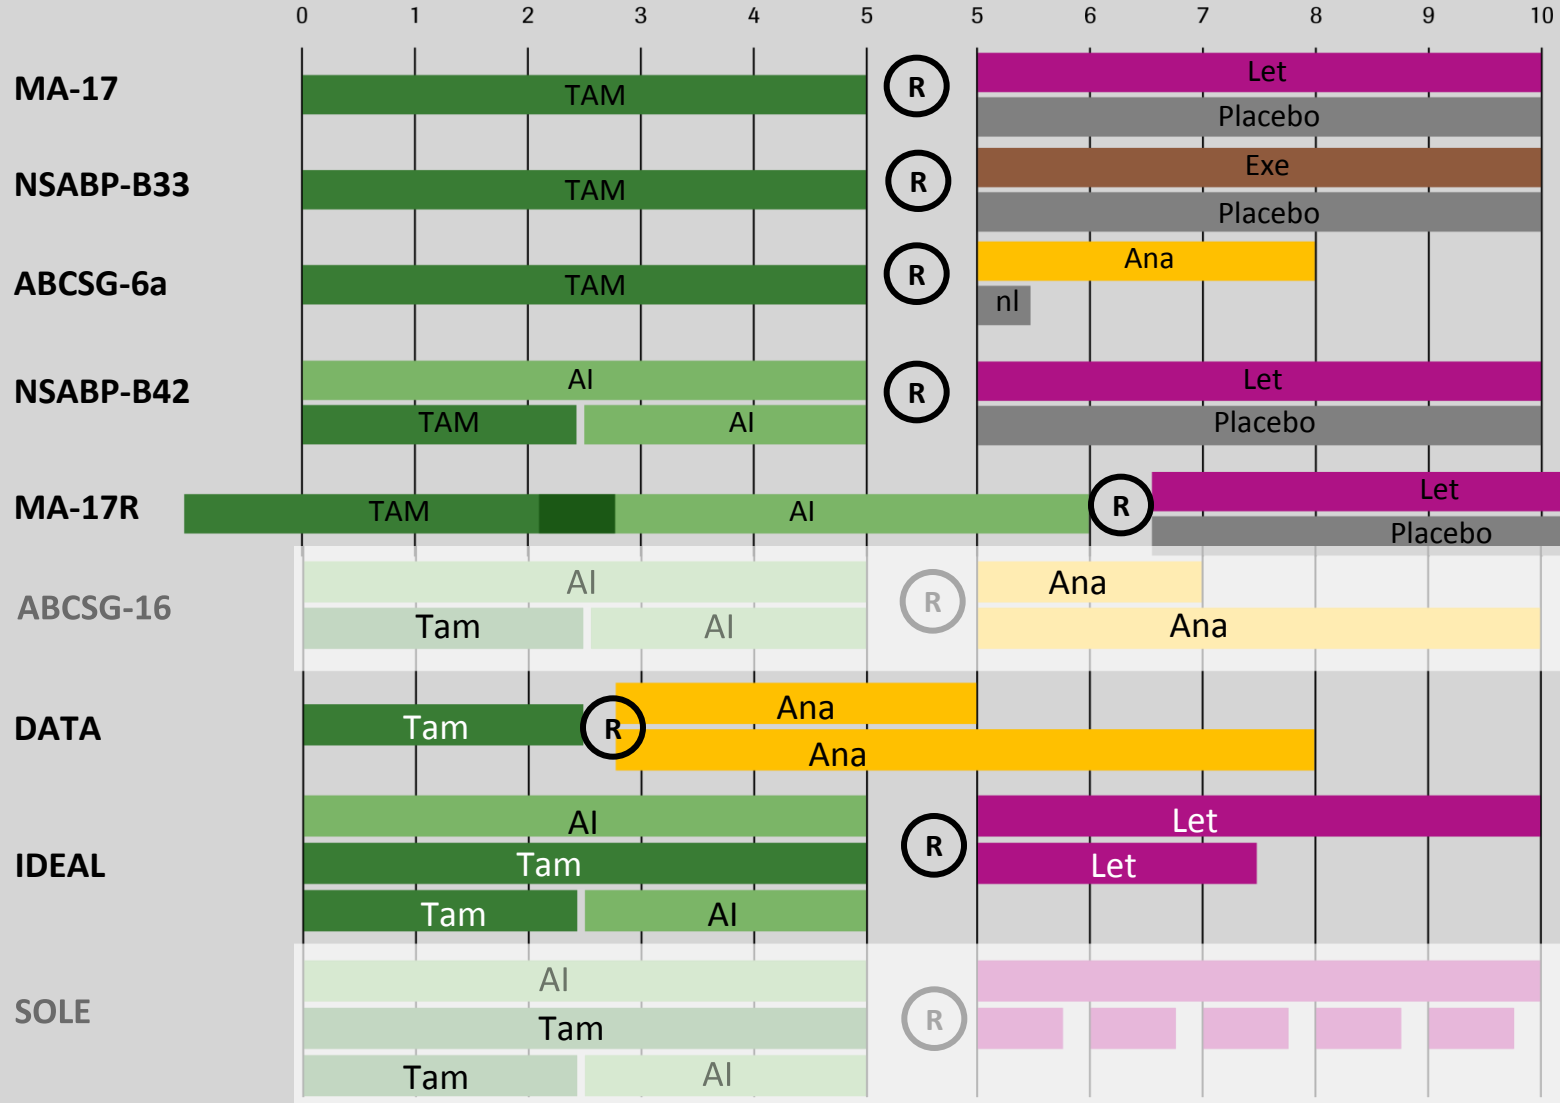 0 1 2 3 4 5 5 6 7 8 9 10
MA-17 TAM R Let
Placebo
NSABP-B33 TAM R Exe
Placebo
ABCSG-6a TAM R Ana
nl
NSABP-B42 AI R Let
TAM AI Placebo
MA-17R TAM AI R Let
Placebo
ABCSG-16 AI R Ana
Tam AI Ana
DATA Tam R Ana
Ana
IDEAL AI R Let
Tam Let
Tam AI
SOLE AI R
Tam
Tam AI